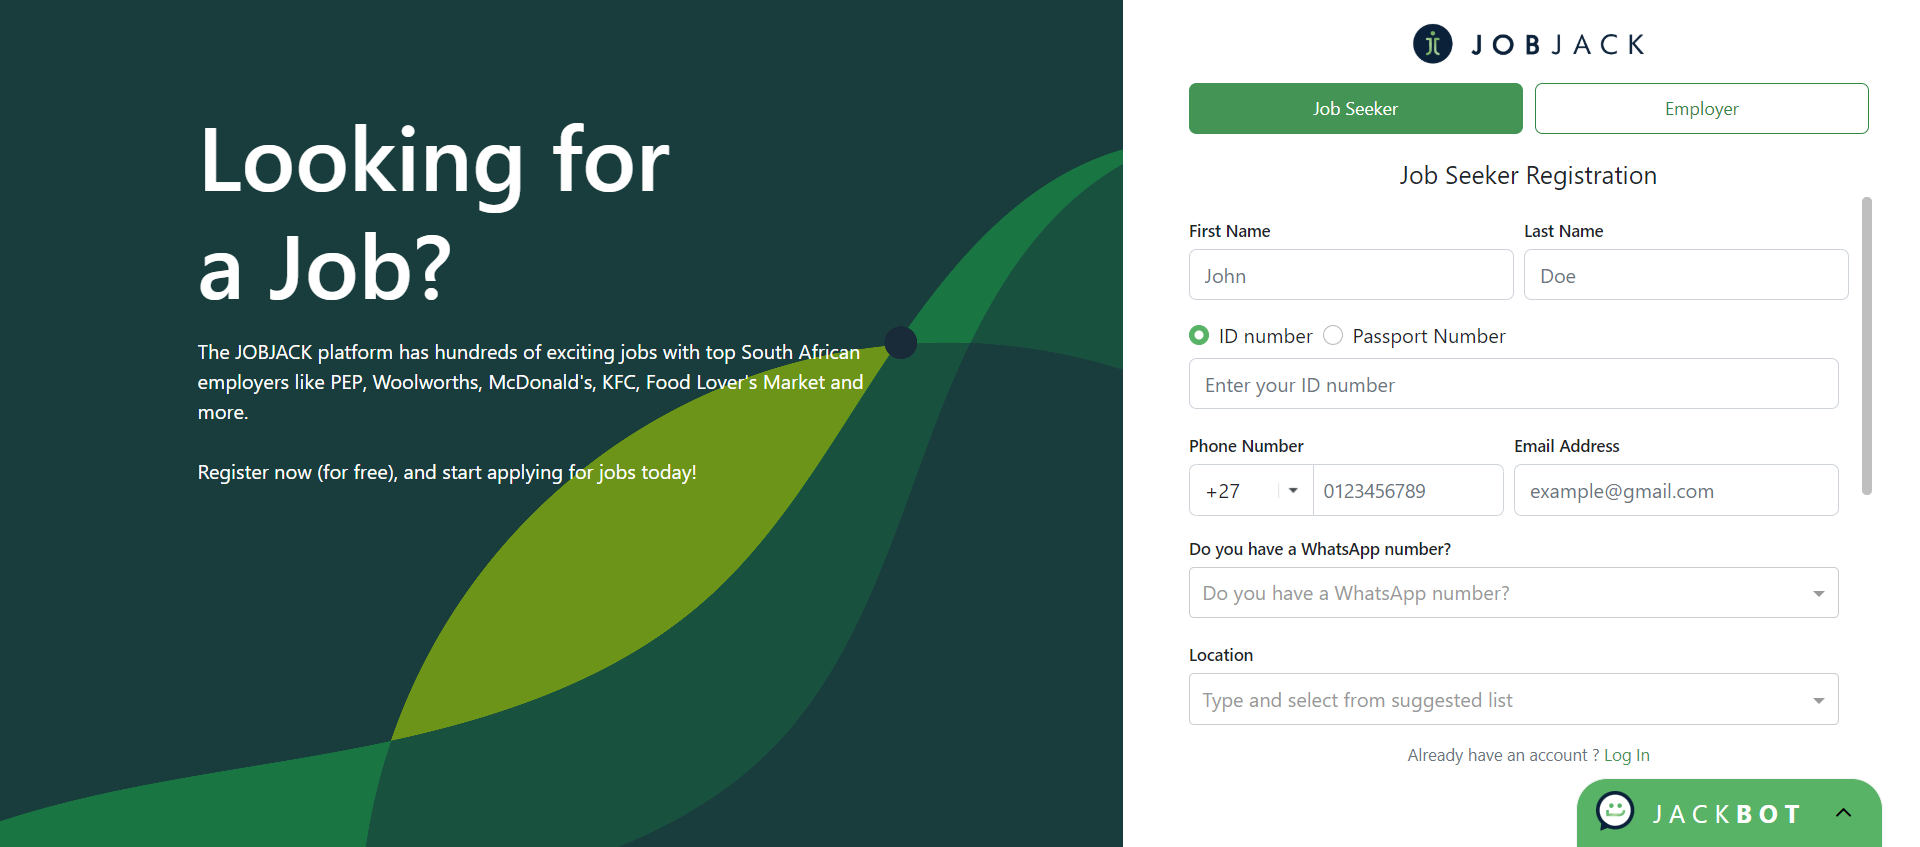 Looking for
a Job?
The JOBJACK platform has hundreds of exciting jobs with top South African
employers like PEP, Woolworths, McDonald's, KFC, Food Lover's Market and
more.
Register now (for free), and start applying for jobs today!
JOBJACK
Job Seeker Employer
Job Seeker Registration
First Name Last Name
John Doe
ID number Passport Number
Enter your ID number
Phone Number Email Address
+27 0123456789 example@gmail.com
Do you have a WhatsApp number?
Do you have a WhatsApp number?
Location
Type and select from suggested list
Already have an account ? Log In
JACKBOT